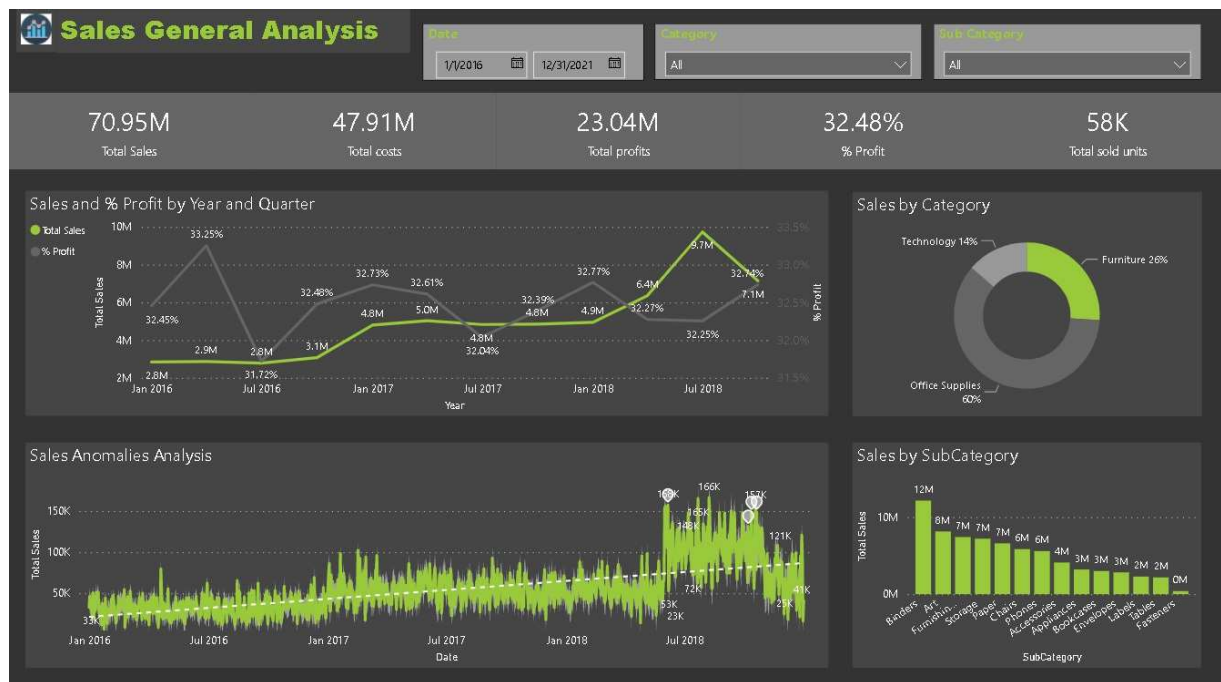 Sales General Analysis
Date
1/1/2016
12/31/2021
Category
All
Sub Category
All
70.95M
Total Sales
47.91M
Total costs
23.04M
Total profits
32.48%
% Profit
58K
Total sold units
Sales and % Profit by Year and Quarter
Total Sales
% Profit
Total Sales
10M
8M
6M
4M
2M
33.25%
32.45%
2.8M
2.9M
2.8M
31.72%
32.48%
3.1M
32.73%
4.8M
32.61%
5.0M
4.8M
32.04%
32.39%
4.8M
32.77%
4.9M
6.4M
32.27%
9.7M
32.25%
32.74%
7.1M
33.5%
33.0%
32.5%
32.0%
31.5%
% Profit
Jan 2016
Jul 2016
Jan 2017
Jul 2017
Jan 2018
Jul 2018
Year
Sales by Category
Technology 14%
Furniture 26%
Office Supplies
60%
Sales Anomalies Analysis
Total Sales
150K
100K
50K
33K
166K
165K
148K
157K
121K
72K
53K
23K
25K
41K
Jan 2016
Jul 2016
Jan 2017
Jul 2017
Jan 2018
Jul 2018
Date
Sales by SubCategory
Total Sales
10M
0M
12M
8M
7M
7M
7M
6M
6M
4M
3M
3M
3M
2M
2M
0M
Binders
Art
Furnishin...
Storage
Paper
Chairs
Phones
Accessories
Appliances
Bookcases
Envelopes
Labels
Tables
Fasteners
SubCategory